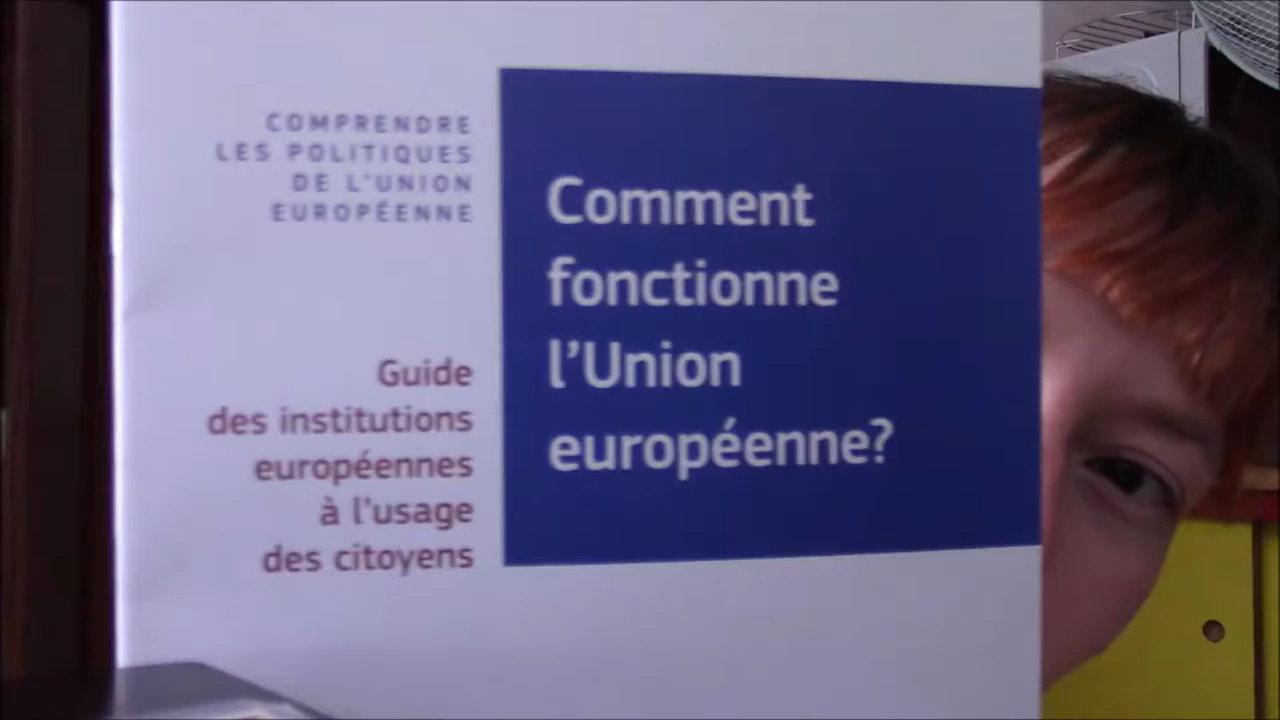 COMPRENDRE
LES POLITIQUES
DE L'UNION
EUROPÉENNE
Guide
des institutions
européennes
à l'usage
des citoyens
Comment
fonctionne
l'Union
européenne?